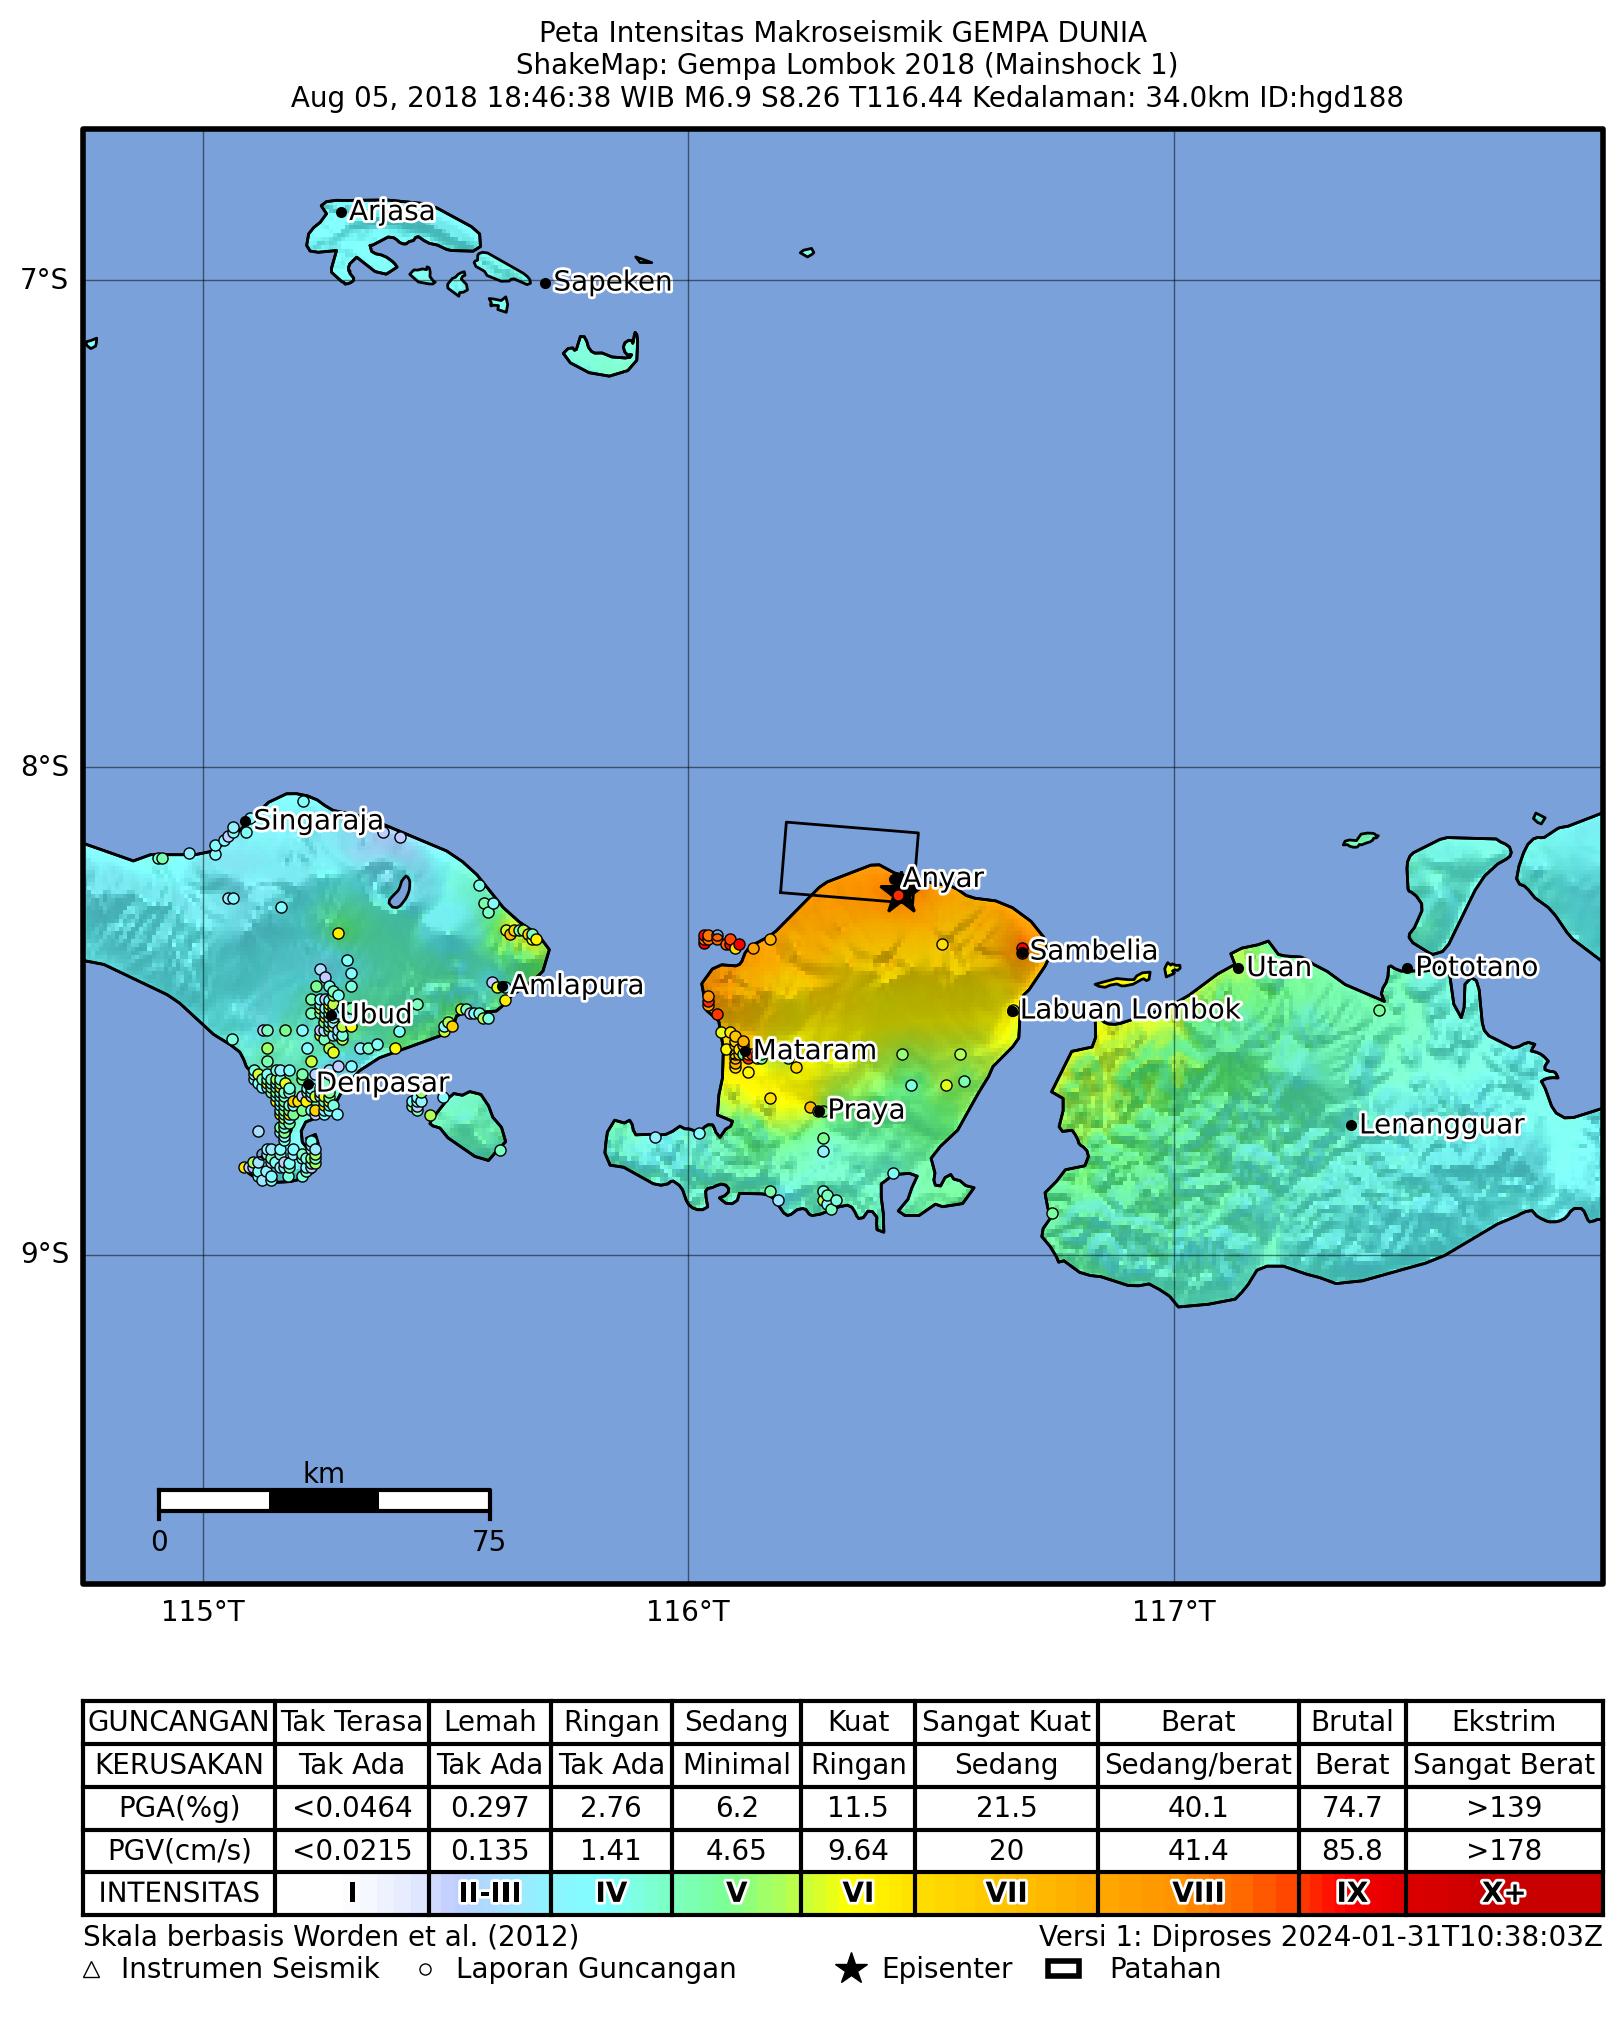 Peta Intensitas Makroseismik GEMPA DUNIA
ShakeMap: Gempa Lombok 2018 (Mainshock 1)
Aug 05, 2018 18:46:38 WIB M6.9 S8.26 T116.44 Kedalaman: 34.0km ID:hgd188
Arjasa
7°S
Sapeken
8°S
Singaraja
Anyar
Sambelia
Utan
Pototano
Amlapura
Labuan Lombok
Ubud
Mataram
Denpasar
Praya
Lenangguar
9°S
km
0 75
115°T 116°T 117°T
GUNCANGAN Tak Terasa Lemah Ringan Sedang Kuat Sangat Kuat Berat Brutal Ekstrim
KERUSAKAN Tak Ada Tak Ada Tak Ada Minimal Ringan Sedang Sedang/berat Berat Sangat Berat
PGA(%g) <0.0464 0.297 2.76 6.2 11.5 21.5 40.1 74.7 >139
PGV(cm/s) <0.0215 0.135 1.41 4.65 9.64 20 41.4 85.8 >178
INTENSITAS I II-III IV V VI VII VIII IX X+
Skala berbasis Worden et al. (2012) Versi 1: Diproses 2024-01-31T10:38:03Z
Instrumen Seismik Laporan Guncangan Episenter Patahan